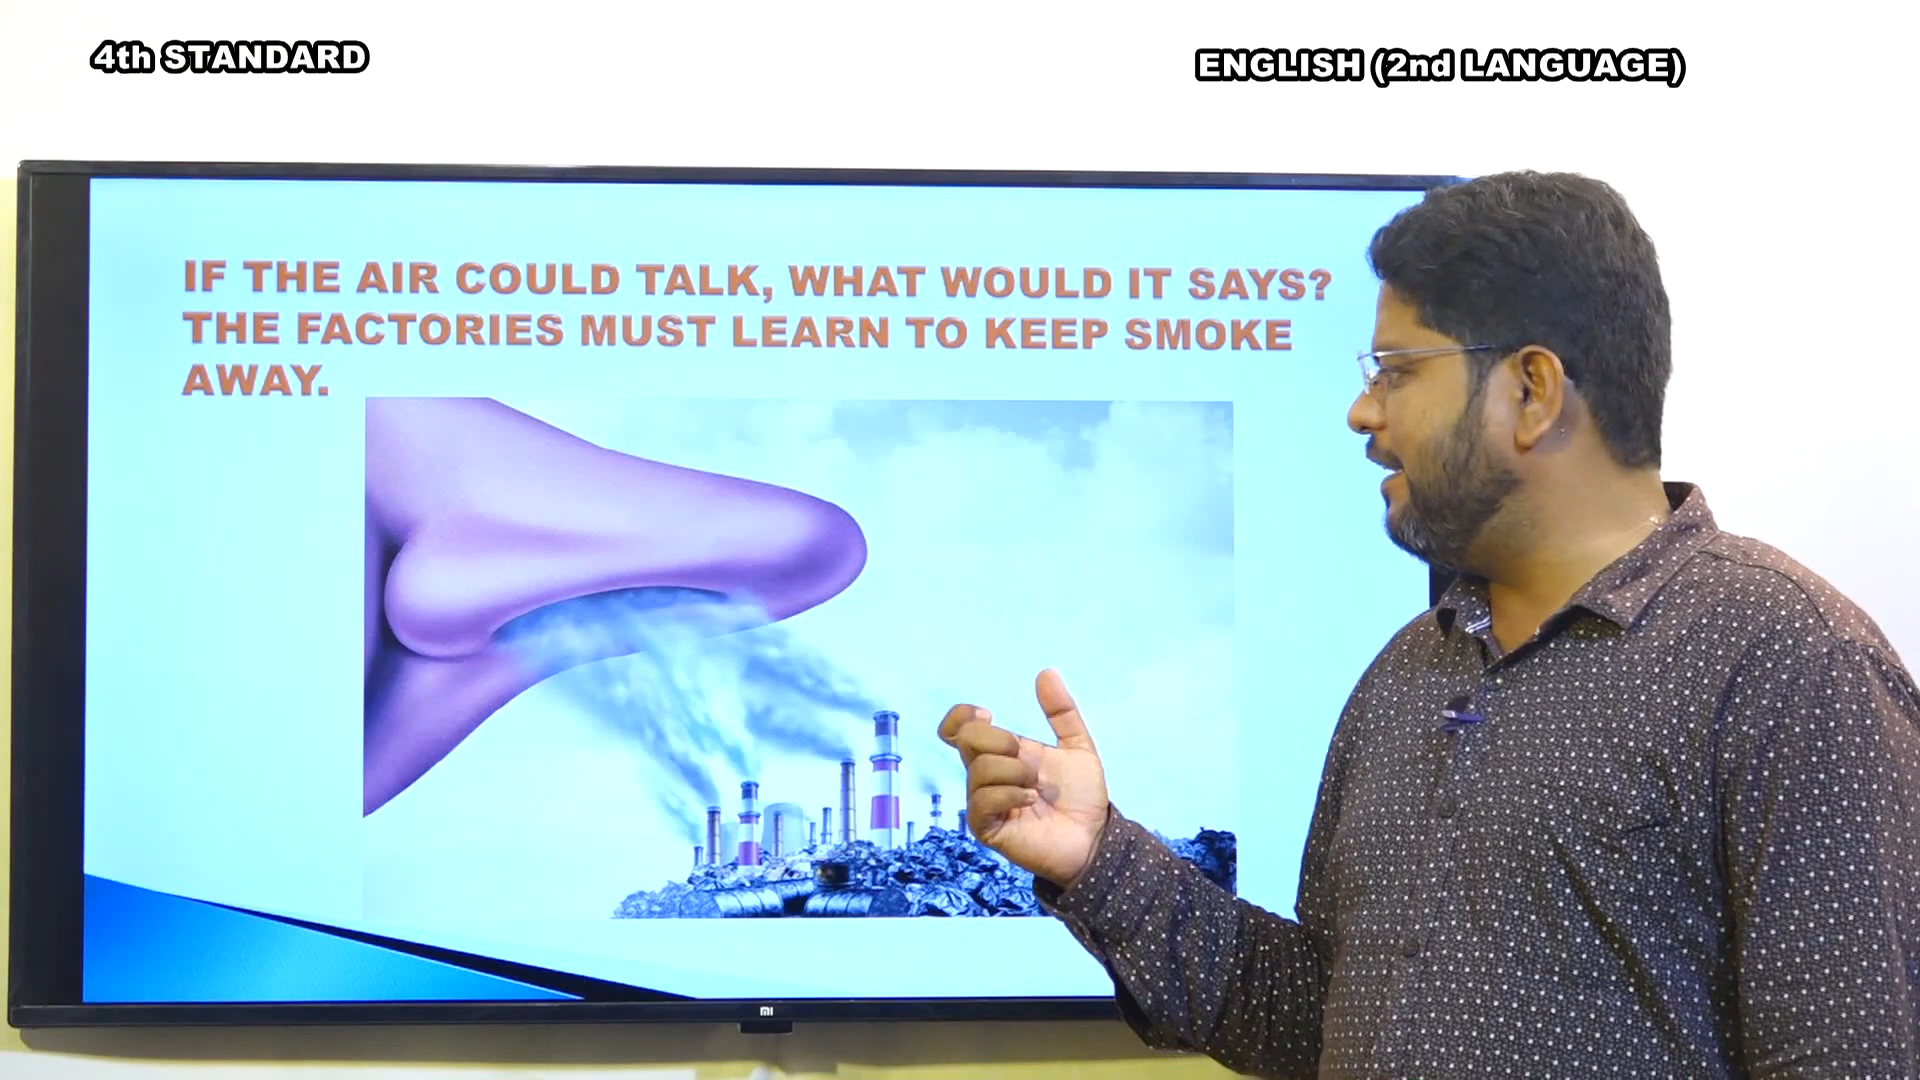 4th STANDARD
ENGLISH (2nd LANGUAGE)
IF THE AIR COULD TALK, WHAT WOULD IT SAYS?
THE FACTORIES MUST LEARN TO KEEP SMOKE
AWAY.
mi